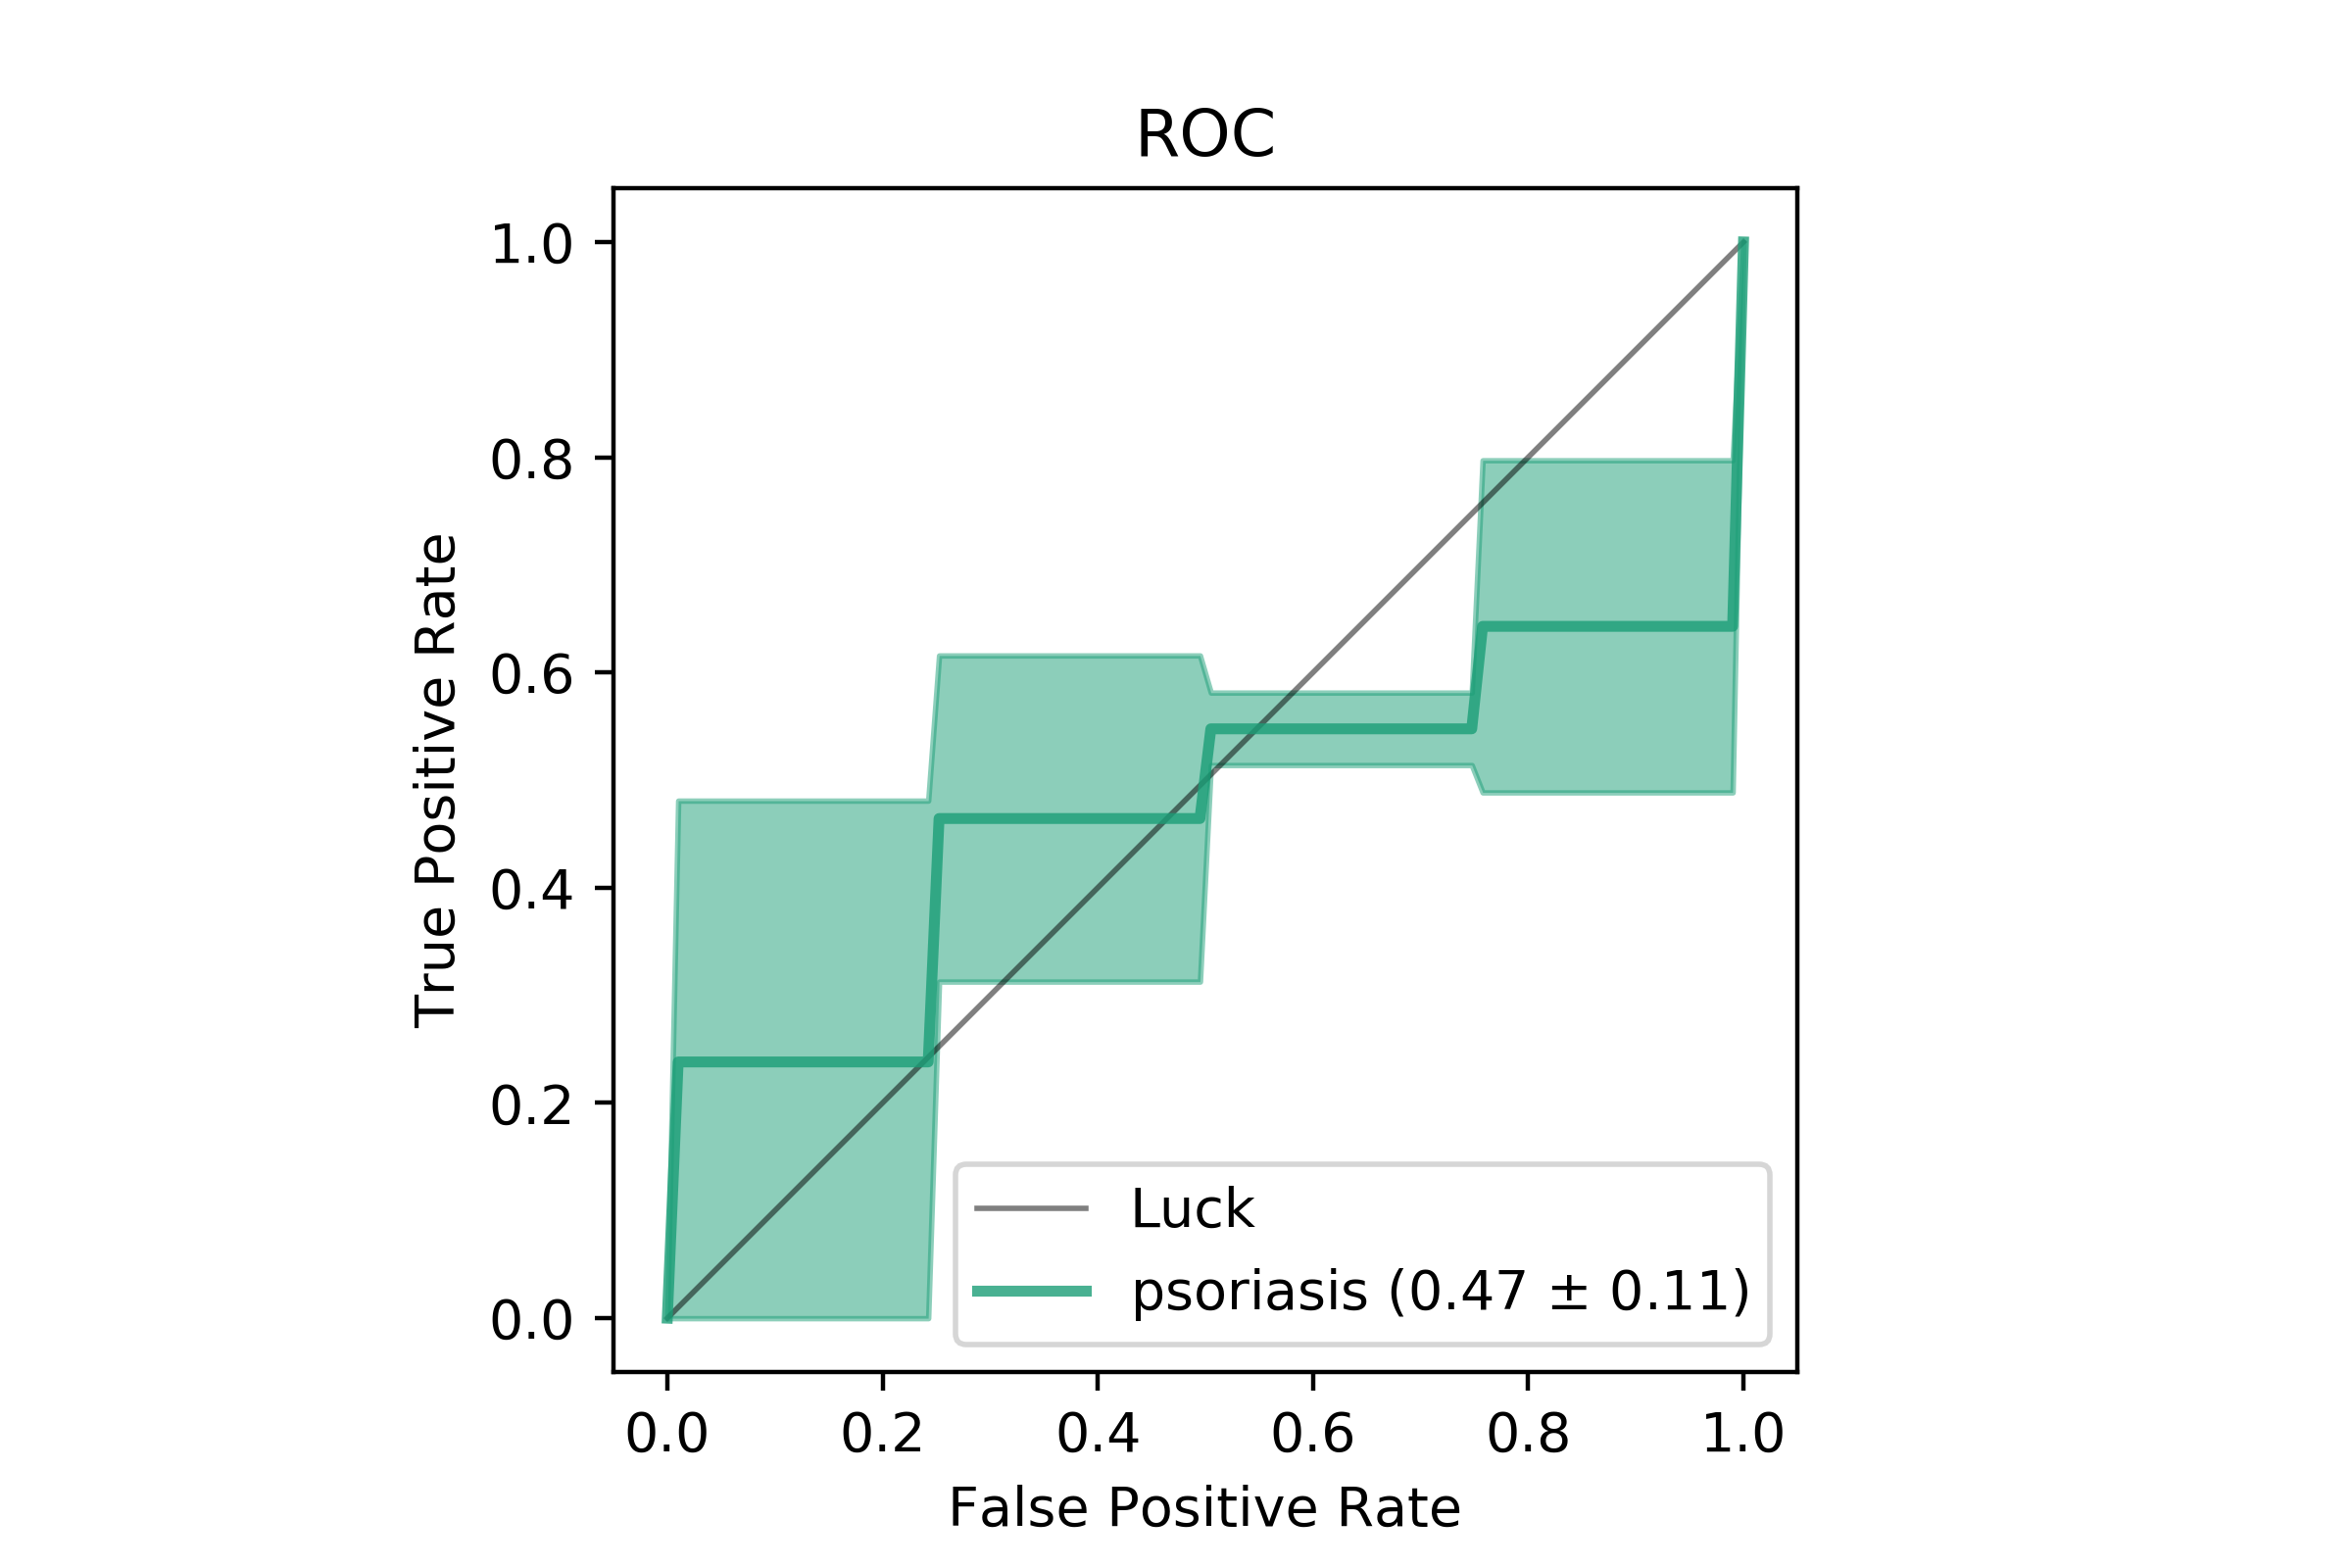 ROC
1.0
0.8
0.6
0.4
0.2
0.0
True Positive Rate
Luck
psoriasis (0.47 ± 0.11)
0.0 0.2 0.4 0.6 0.8 1.0
False Positive Rate